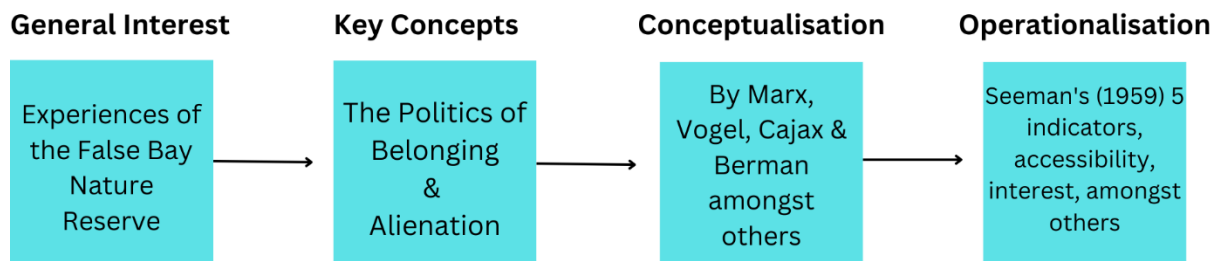 General Interest
Key Concepts
Conceptualisation
Operationalisation
Experiences of
the False Bay
Nature
Reserve
The Politics of
Belonging
&
Alienation
By Marx,
Vogel, Cajax &
Berman
amongst
others
Seeman's (1959) 5
indicators,
accessibility,
interest, amongst
others